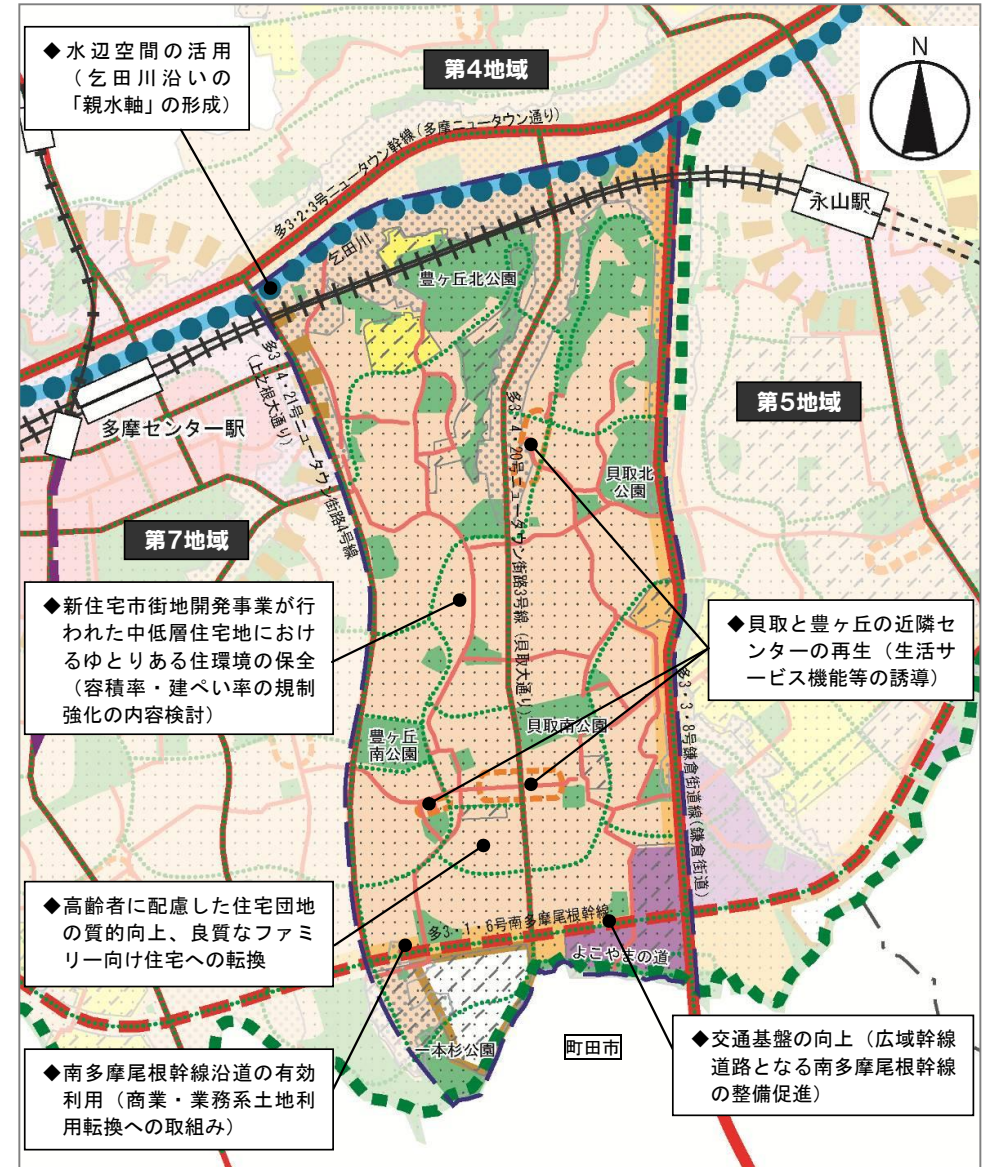 ◆水辺空間の活用
（乞田川沿いの
「親水軸」の形成）
第4地域
N
多3・2・3号ニュータウン幹線(多摩ニュータウン通り)
永山駅
乞田川
豊ヶ丘北公園
多3・4・21号ニュータウン街路4号線
(上之根大通り)
多摩センター駅
第5地域
多3・4・20号ニュータウン街路3号線（貝取大通り）
貝取北
公園
第7地域
◆新住宅市街地開発事業が行
われた中低層住宅地におけ
るゆとりある住環境の保全
（容積率・建ぺい率の規制
強化の内容検討）
◆貝取と豊ヶ丘の近隣セ
ンターの再生（生活サ
ービス機能等の誘導）
豊ヶ丘
南公園
貝取南公園
多3・3・8号鎌倉街道線(鎌倉街道)
◆高齢者に配慮した住宅団地
の質的向上、良質なファミ
リー向け住宅への転換
多3・1・6号南多摩尾根幹線
よこやまの道
一本杉公園
町田市
◆交通基盤の向上（広域幹線
道路となる南多摩尾根幹線
の整備促進）
◆南多摩尾根幹線沿道の有効
利用（商業・業務系土地利
用転換への取組み）